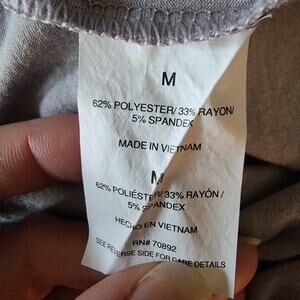 M
62% POLYESTER/ 33% RAYON/
5% SPANDEX
MADE IN VIETNAM
M
62% POLIÉSTER/ 33% RAYÓN /
5% SPANDEX
HECHO EN VIETNAM
RN# 70892
SEE REVERSE SIDE FOR CARE DETAILS